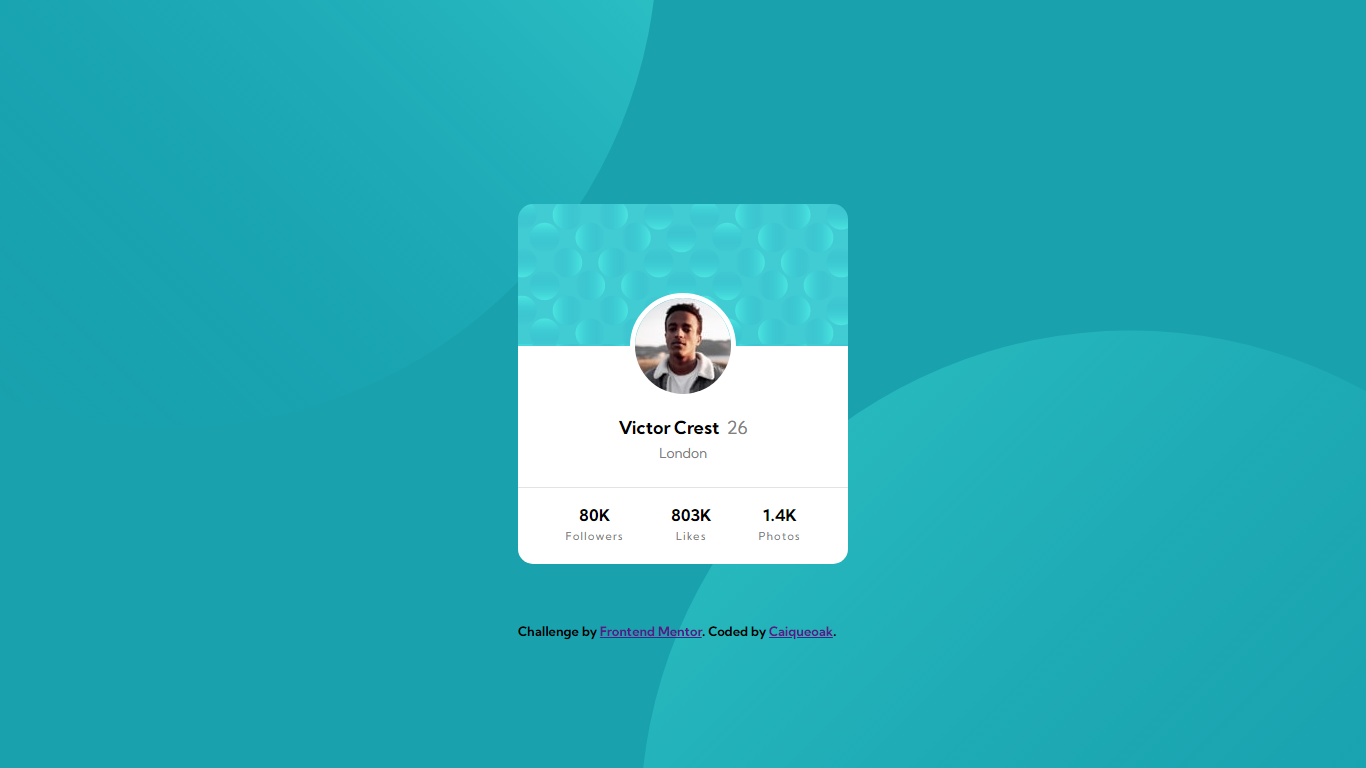 Victor Crest 26
London
80K 803K 1.4K
Followers Likes Photos
Challenge by Frontend Mentor. Coded by Caiqueoak.